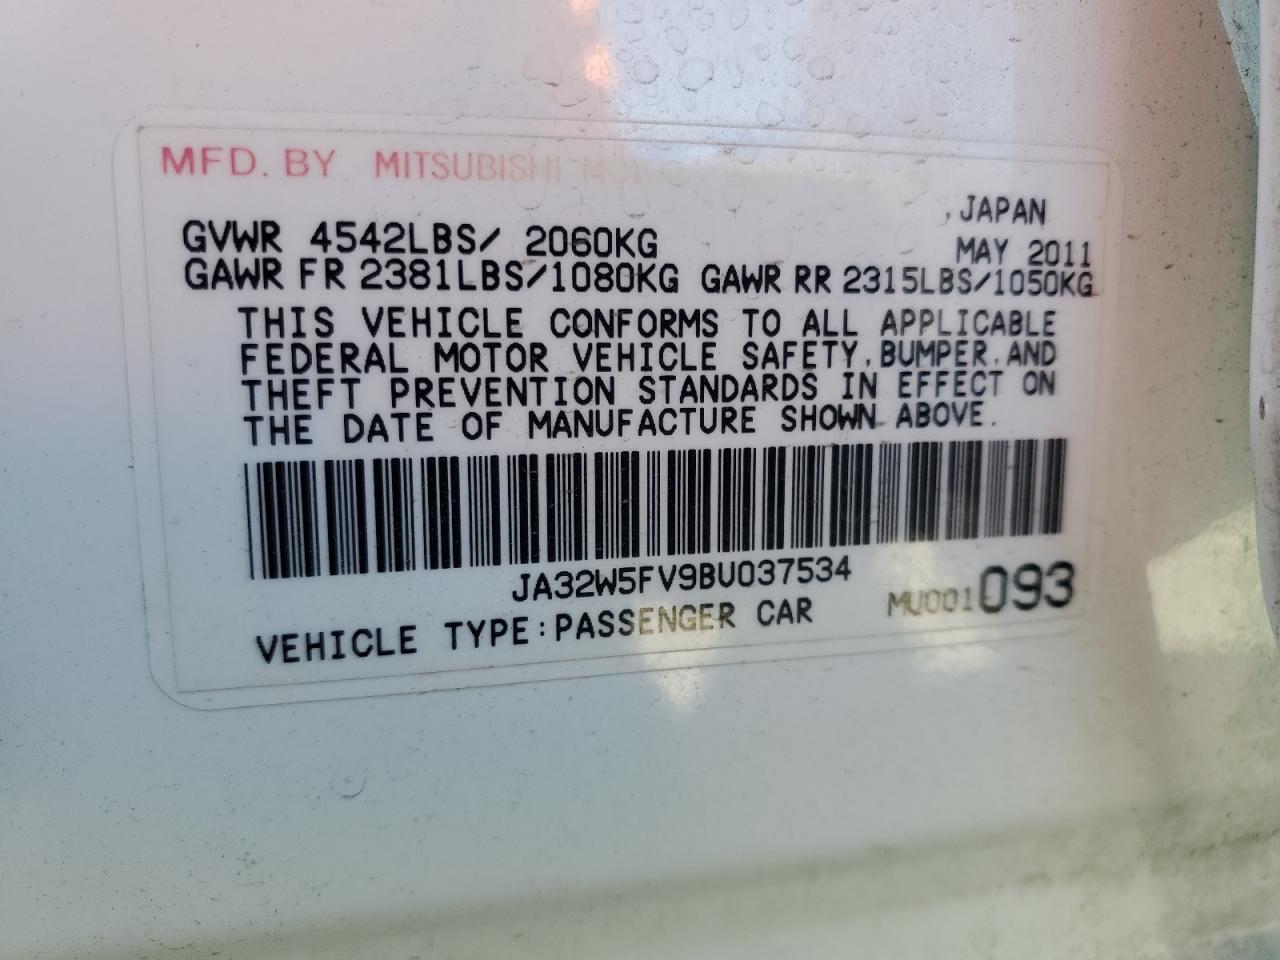 MFD. BY MITSUBISHI
, JAPAN
GVWR 4542LBS/ 2060KG MAY 2011
GAWR FR 2381LBS/1080KG GAWR RR 2315LBS/1050KG
THIS VEHICLE CONFORMS TO ALL APPLICABLE
FEDERAL MOTOR VEHICLE SAFETY, BUMPER, AND
THEFT PREVENTION STANDARDS IN EFFECT ON
THE DATE OF MANUFACTURE SHOWN ABOVE.
JA32W5FV9BU037534
VEHICLE TYPE:PASSENGER CAR MU001 093